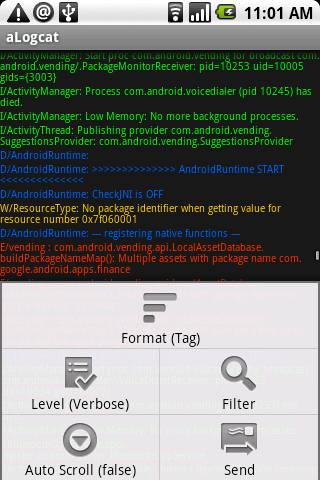 11:01 AM
aLogcat
I/ActivityManager: Start proc com.android.vending for broadcast com.
android.vending/.PackageMonitorReceiver: pid=10253 uid=10005
gids={3003}
I/ActivityManager: Process com.android.voicedialer (pid 10245) has
died.
I/ActivityManager: Low Memory: No more background processes.
I/ActivityThread: Publishing provider com.android.vending.
SuggestionsProvider: com.android.vending.SuggestionsProvider
D/AndroidRuntime:
D/AndroidRuntime: >>>>>>>>>>>>>> AndroidRuntime START
<<<<<<<<<<<<<<
D/AndroidRuntime: CheckJNI is OFF
W/ResourceType: No package identifier when getting value for
resource number 0x7f060001
D/AndroidRuntime: --- registering native functions ---
E/vending : com.android.vending.api.LocalAssetDatabase.
buildPackageNameMap(): Multiple assets with package name com.
google.android.apps.finance
Format (Tag)
Level (Verbose)
Filter
Auto Scroll (false)
Send